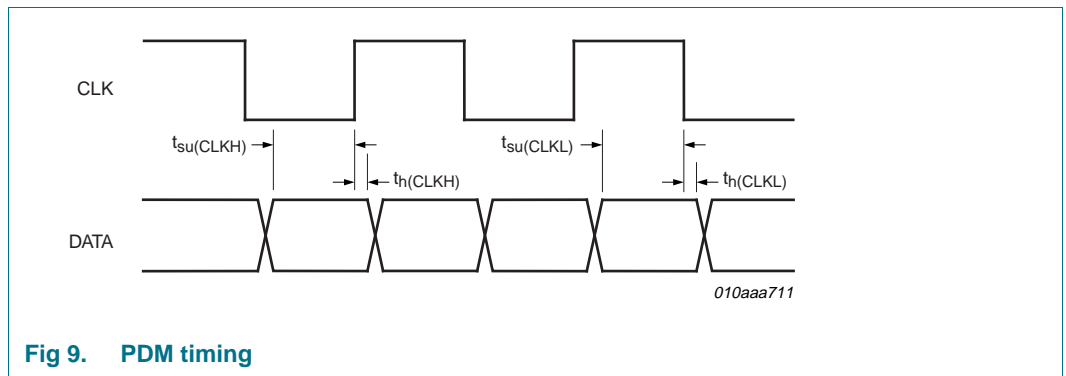 CLK
tsu(CLKH)
tsu(CLKL)
th(CLKH)
th(CLKL)
DATA
010aaa711
Fig 9. PDM timing